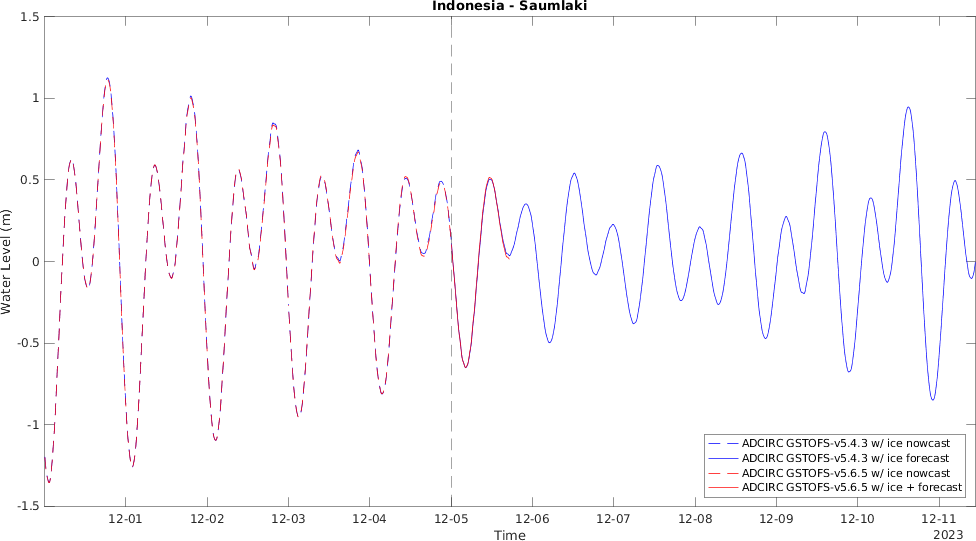 Indonesia - Saumlaki
1.5
1
0.5
0
-0.5
-1
-1.5
Water Level (m)
12-01 12-02 12-03 12-04 12-05 12-06 12-07 12-08 12-09 12-10 12-11
2023
Time
ADCIRC GSTOFS-v5.4.3 w/ ice nowcast
ADCIRC GSTOFS-v5.4.3 w/ ice forecast
ADCIRC GSTOFS-v5.6.5 w/ ice nowcast
ADCIRC GSTOFS-v5.6.5 w/ ice + forecast